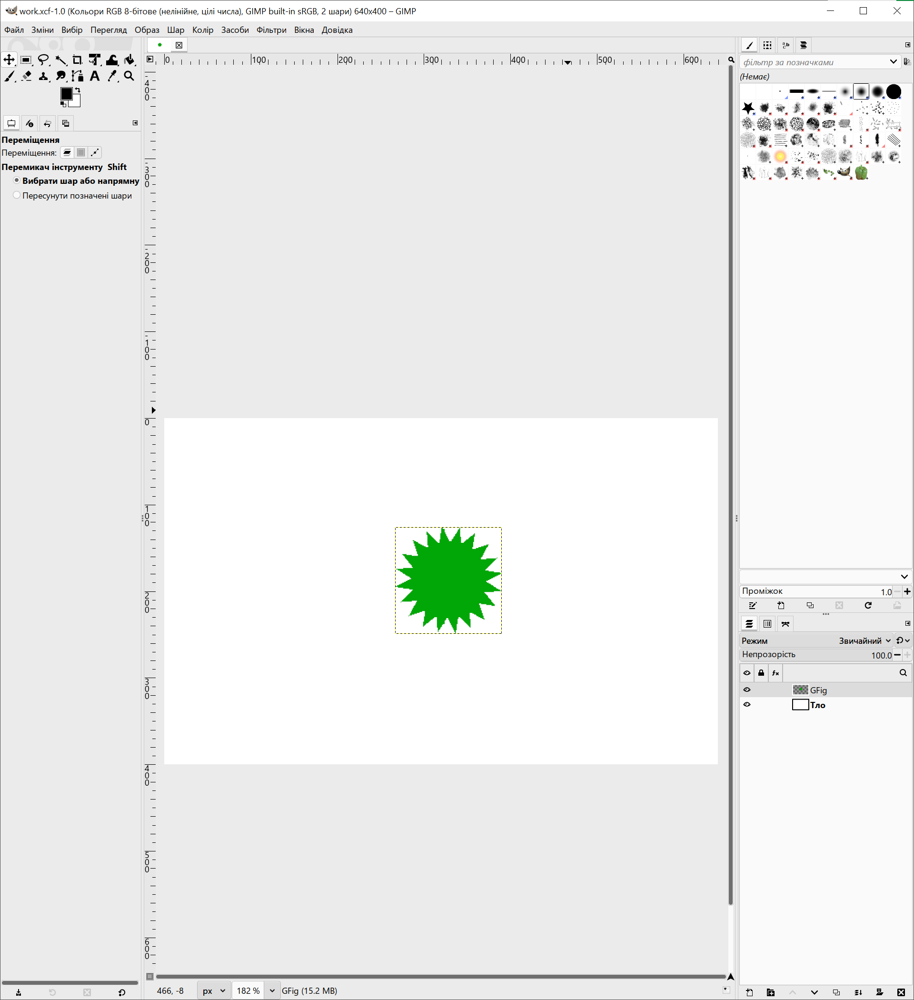 work.xcf-1.0 (Кольори RGB 8-бітове (нелінійне, цілі числа), GIMP built-in sRGB, 2 шари) 640x400 – GIMP
Файл Зміни Вибір Перегляд Образ Шар Колір Засоби Фільтри Вікна Довідка
0 100 200 300 400 500 600
фільтр за позначками
(Немає)
Переміщення
Переміщення:
Перемикач інструменту Shift
Вибрати шар або напрямну
Пересунути позначені шари
-400
-300
-200
-100
0
100
200
300
400
500
600
Проміжок 1.0
Режим Звичайний
Непрозорість 100.0
GFig
Тло
466, -8 px 182 % GFig (15.2 MB)